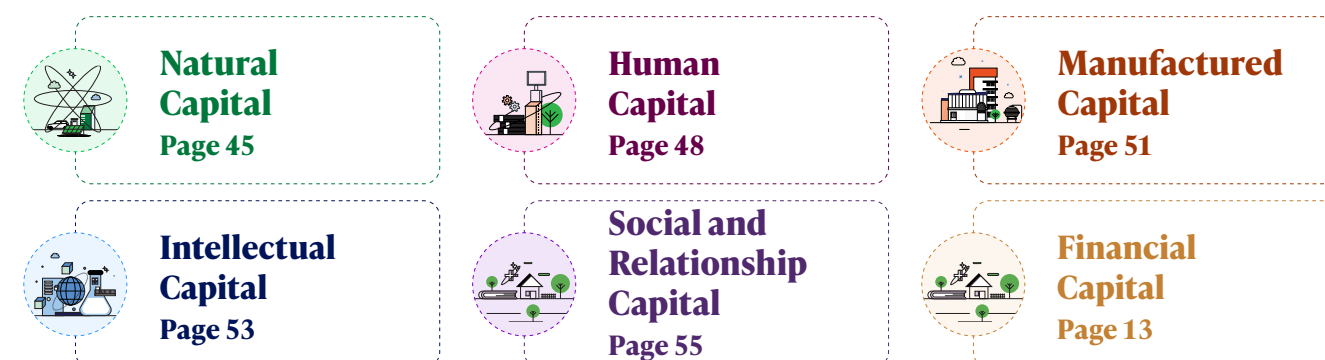 Natural
Capital
Page 45
Human
Capital
Page 48
Manufactured
Capital
Page 51
Intellectual
Capital
Page 53
Social and
Relationship
Capital
Page 55
Financial
Capital
Page 13